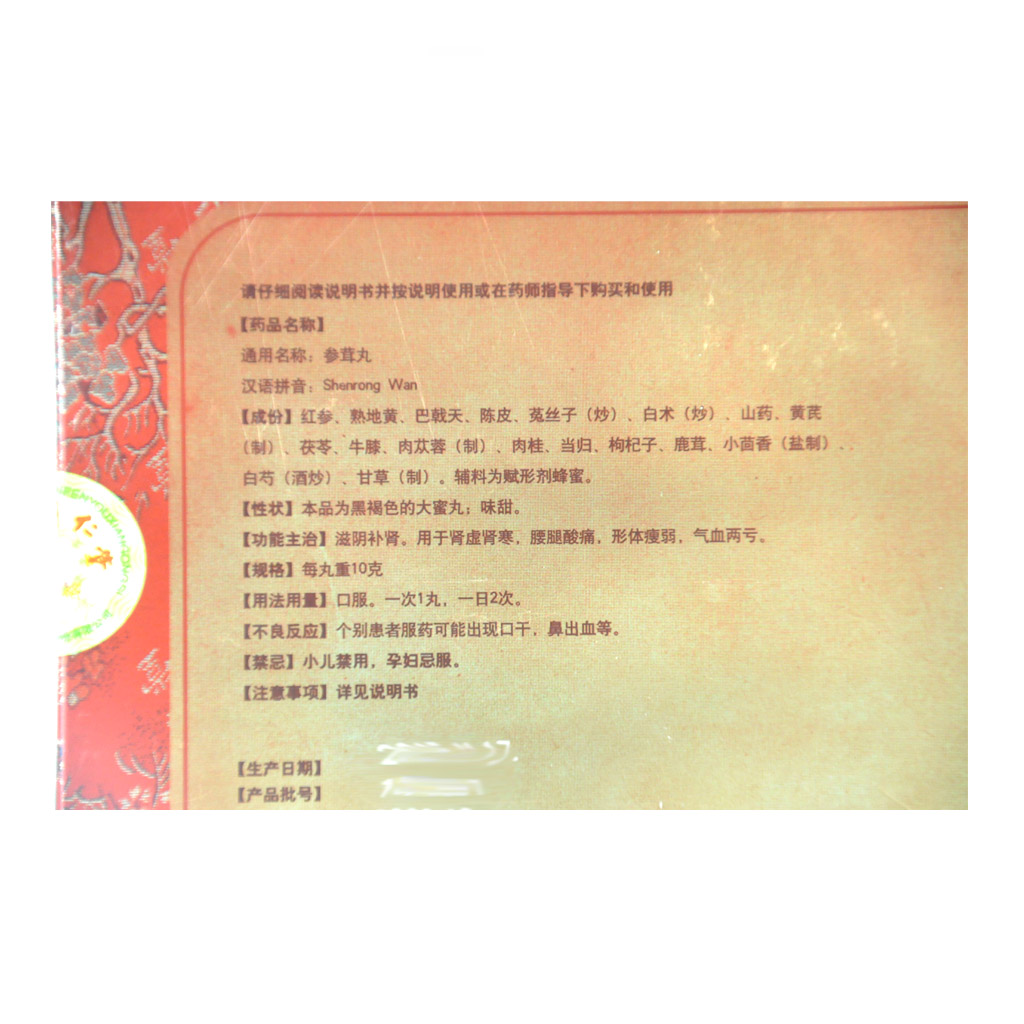 请仔细阅读说明书并按说明使用或在药师指导下购买和使用
【药品名称】
通用名称：参茸丸
汉语拼音：Shenrong Wan
【成份】红参、熟地黄、巴戟天、陈皮、菟丝子（炒）、白术（炒）、山药、黄芪
（制）、茯苓、牛膝、肉苁蓉（制）、肉桂、当归、枸杞子、鹿茸、小茴香（盐制）、
白芍（酒炒）、甘草（制）。辅料为赋形剂蜂蜜。
【性状】本品为黑褐色的大蜜丸；味甜。
【功能主治】滋阴补肾。用于肾虚肾寒，腰腿酸痛，形体瘦弱，气血两亏。
【规格】每丸重10克
【用法用量】口服。一次1丸，一日2次。
【不良反应】个别患者服药可能出现口干，鼻出血等。
【禁忌】小儿禁用，孕妇忌服。
【注意事项】详见说明书
【生产日期】
【产品批号】